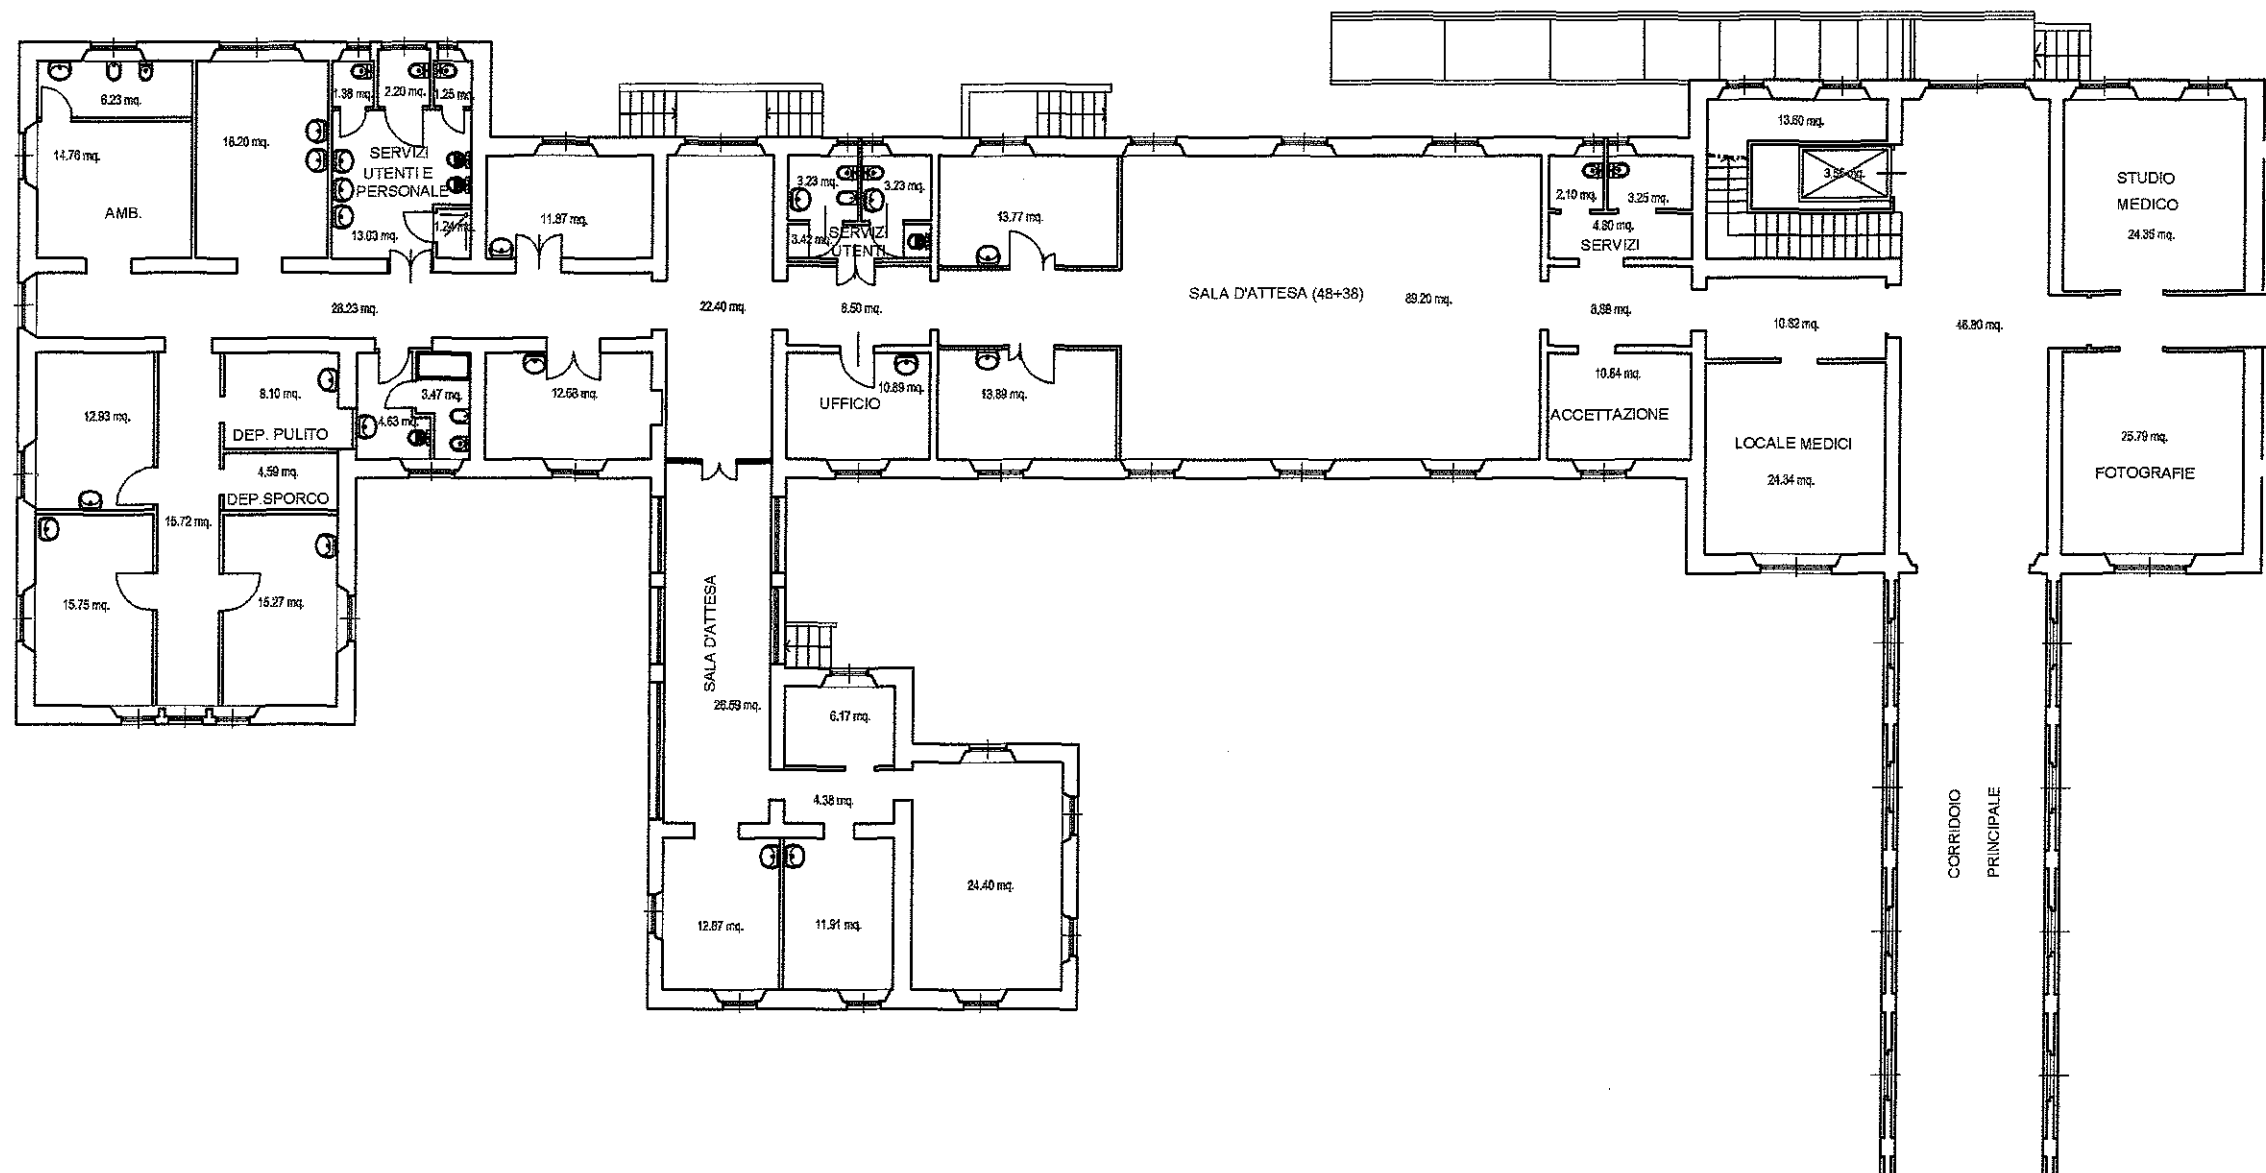 6.23 mq.
14.76 mq.
AMB.
16.20 mq.
1.38 mq.
2.20 mq.
1.25 mq.
SERVIZI
UTENTI E
PERSONALE
13.03 mq.
1.24 mq.
11.87 mq.
26.23 mq.
22.40 mq.
3.23 mq.
3.23 mq.
3.42 mq.
SERVIZI
UTENTI
6.50 mq.
13.77 mq.
SALA D'ATTESA (48+38)
89.20 mq.
2.10 mq.
3.25 mq.
4.80 mq.
SERVIZI
8.88 mq.
13.60 mq.
10.82 mq.
46.80 mq.
STUDIO
MEDICO
24.35 mq.
12.93 mq.
8.10 mq.
DEP. PULITO
4.59 mq.
DEP.SPORCO
3.47 mq.
4.63 mq.
12.68 mq.
10.89 mq.
UFFICIO
13.89 mq.
10.64 mq.
ACCETTAZIONE
LOCALE MEDICI
24.34 mq.
25.79 mq.
FOTOGRAFIE
15.72 mq.
15.75 mq.
15.27 mq.
SALA D'ATTESA
26.59 mq.
6.17 mq.
4.38 mq.
12.87 mq.
11.91 mq.
24.40 mq.
CORRIDOIO
PRINCIPALE